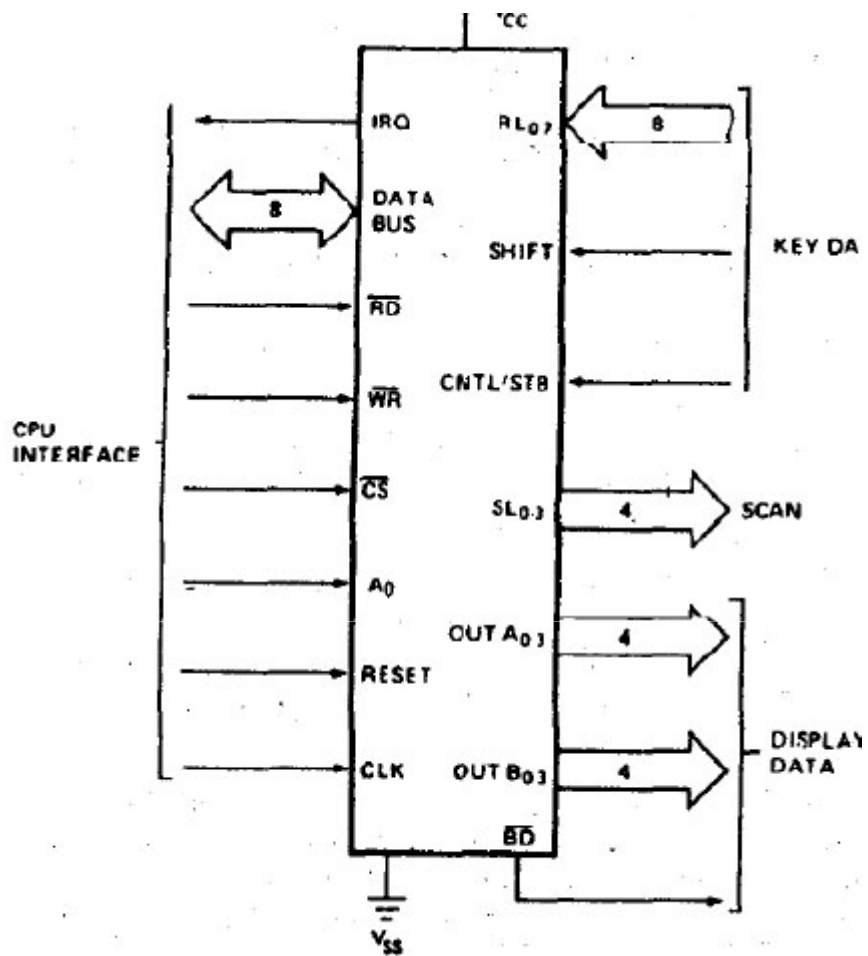 CC
IRQ
RL0-7
8
8
DATA
BUS
SHIFT
KEY DA
RD
CNTL/STB
WR
CPU
INTERFACE
CS
SL0-3
4
SCAN
A0
OUT A0-3
4
RESET
DISPLAY
DATA
CLK
OUT B0-3
4
BD
VSS